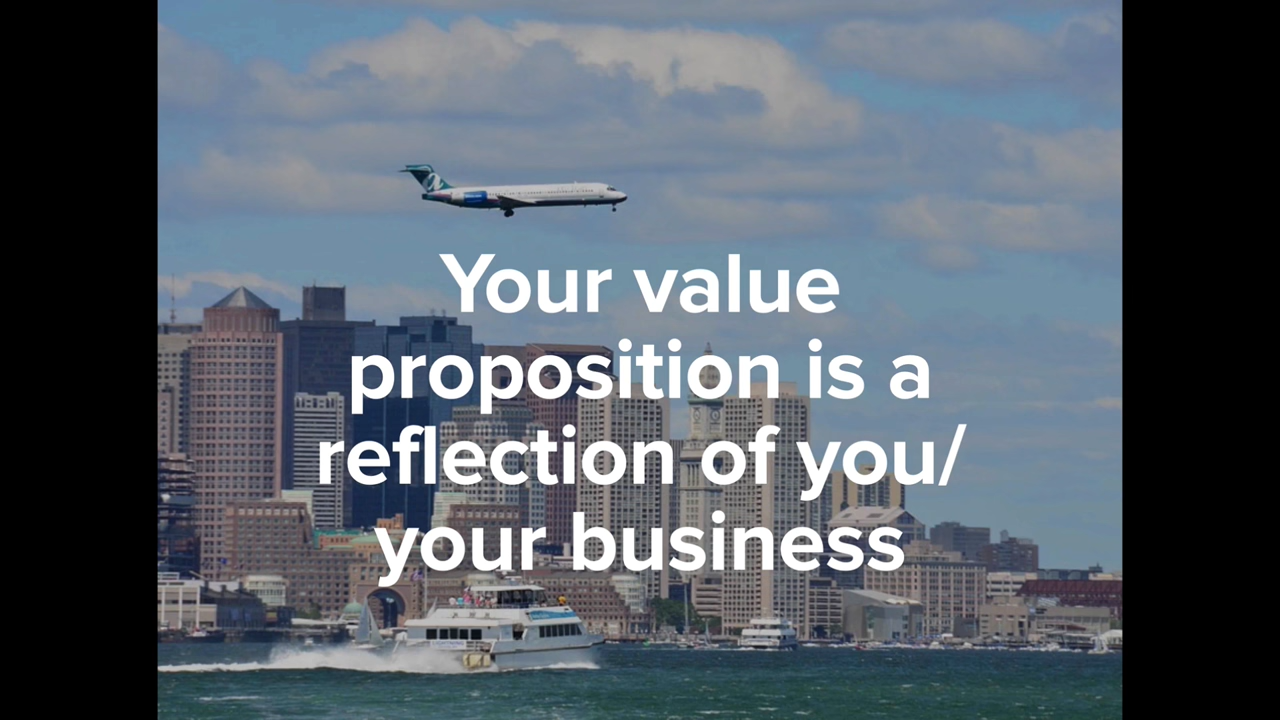 Your value
proposition is a
reflection of you/
your business